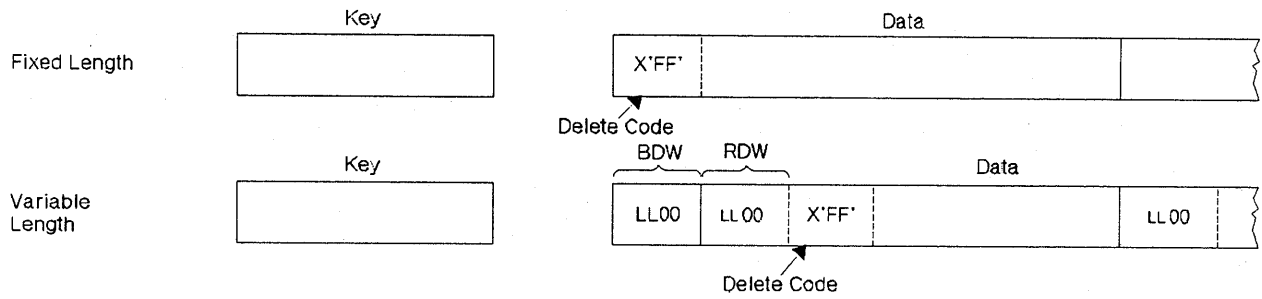 Key
Data
Fixed Length
X'FF'
Delete Code
BDW
RDW
Key
Data
Variable
Length
LL00
LL00
X'FF'
LL00
Delete Code